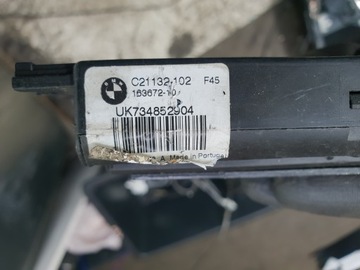 C21132-102 F45
163672-10
UK734852904
A. Made in Portugal